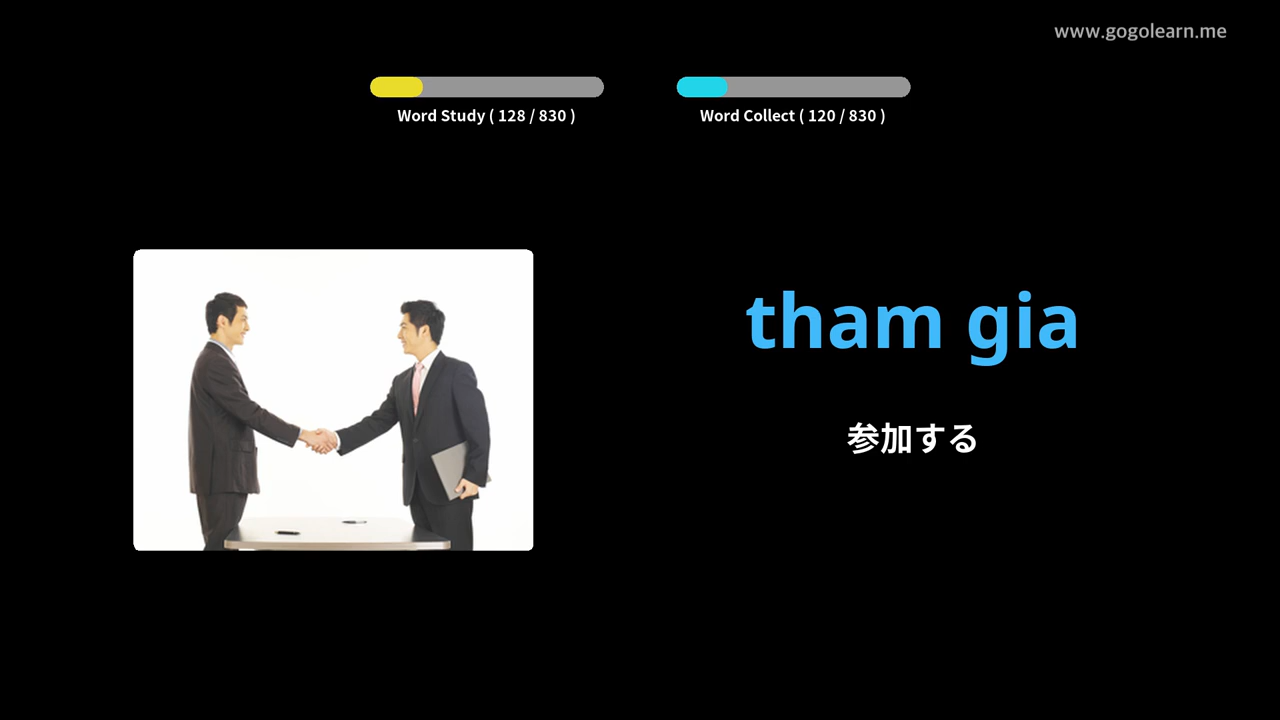 www.gogolearn.me
Word Study ( 128 / 830 )
Word Collect ( 120 / 830 )
tham gia
参加する